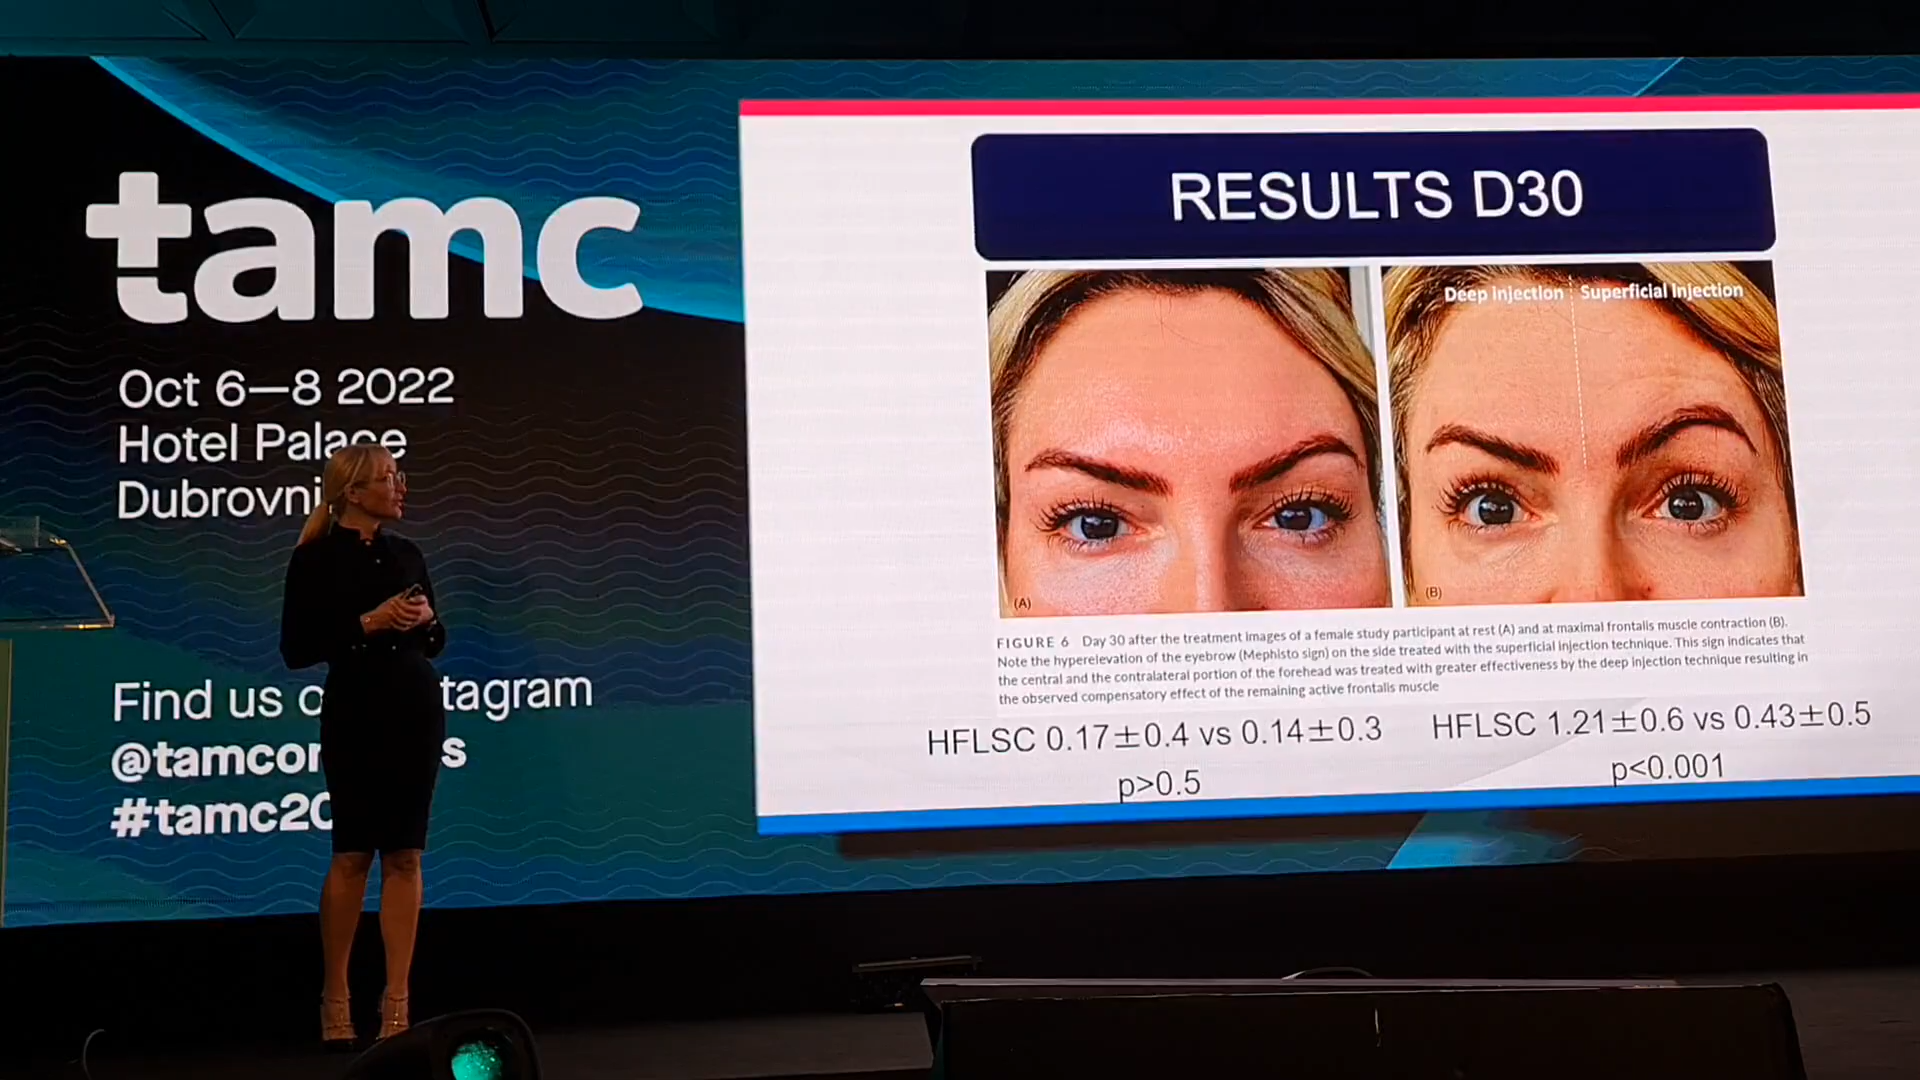 tamc
Oct 6—8 2022
Hotel Palace
Dubrovni
Find us o tagram
@tamcon s
#tamc20
RESULTS D30
Deep injection Superficial injection
(A)
(B)
FIGURE 6 Day 30 after the treatment images of a female study participant at rest (A) and at maximal frontalis muscle contraction (B).
Note the hyperelevation of the eyebrow (Mephisto sign) on the side treated with the superficial injection technique. This sign indicates that
the central and the contralateral portion of the forehead was treated with greater effectiveness by the deep injection technique resulting in
the observed compensatory effect of the remaining active frontalis muscle
HFLSC 0.17±0.4 vs 0.14±0.3
p>0.5
HFLSC 1.21±0.6 vs 0.43±0.5
p<0.001